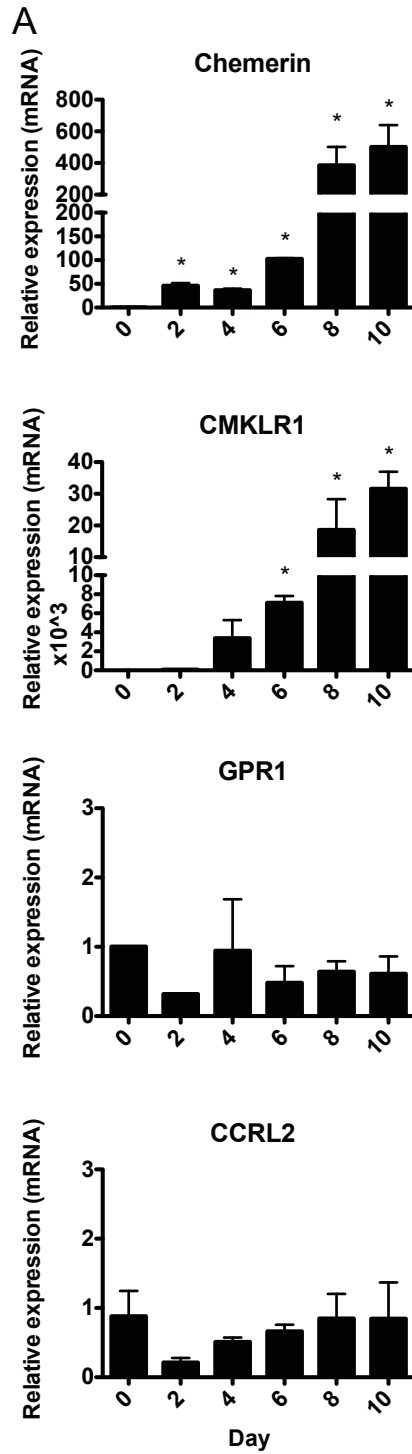 A
Chemerin
Relative expression (mRNA)
800
600
400
200
200
150
100
50
0
* * * * *
0 2 4 6 8 10
CMKLR1
Relative expression (mRNA)
x10^3
40
30
20
10
10
8
6
4
2
0
* * *
0 2 4 6 8 10
GPR1
Relative expression (mRNA)
3
2
1
0
0 2 4 6 8 10
CCRL2
Relative expression (mRNA)
3
2
1
0
0 2 4 6 8 10
Day